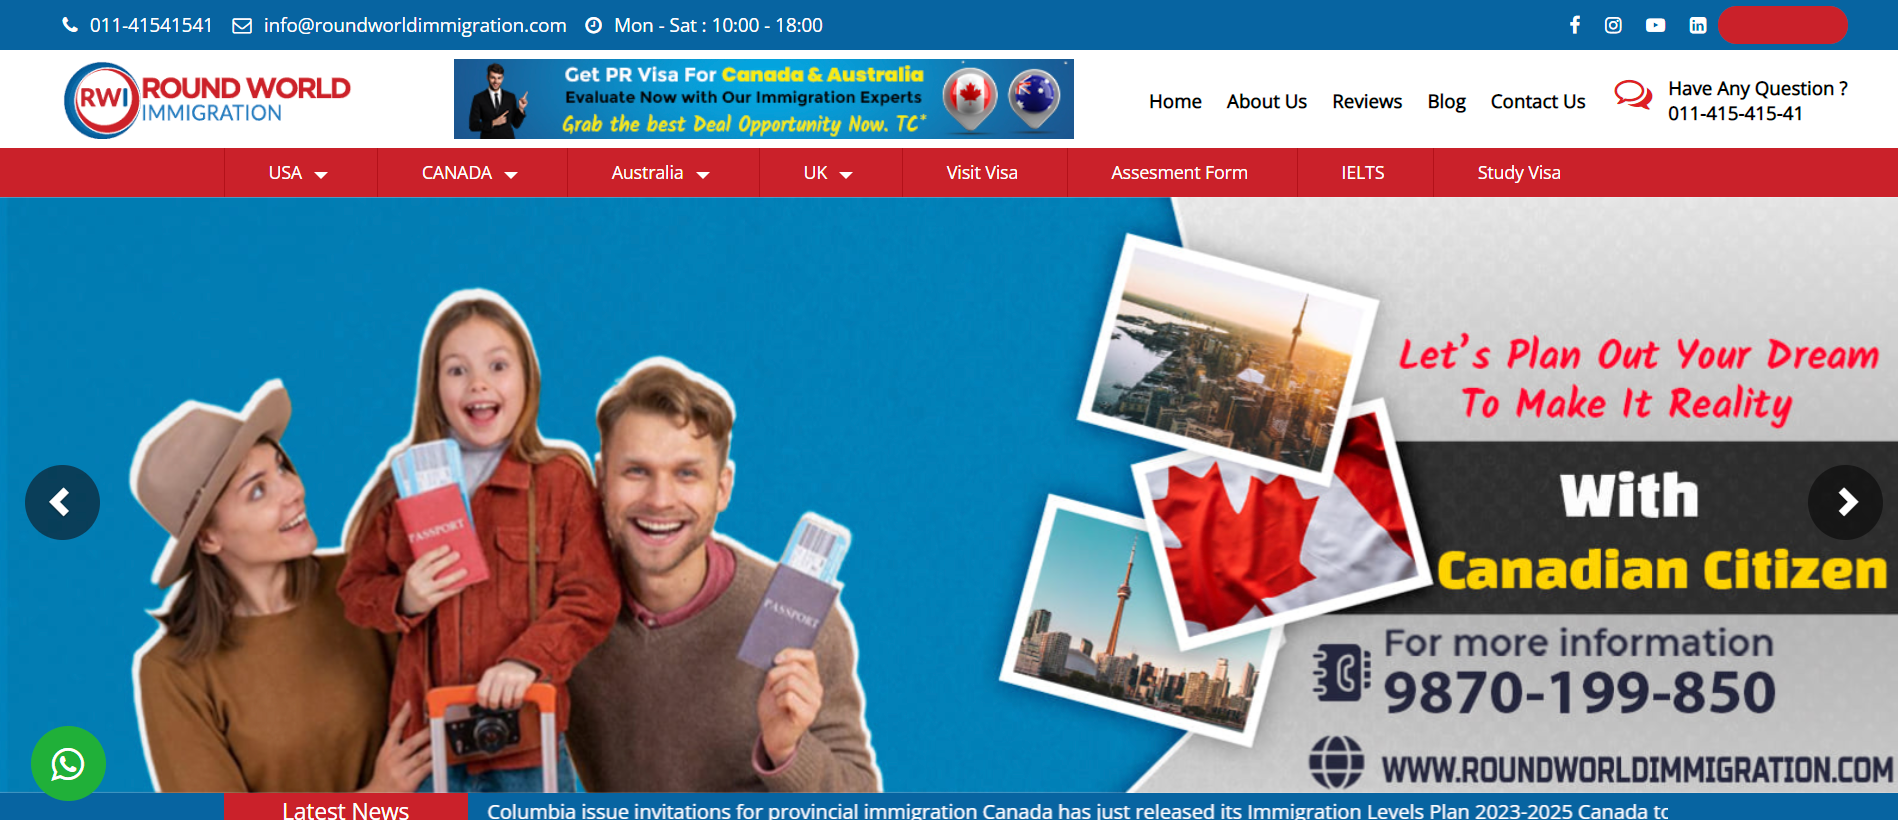 011-41541541 info@roundworldimmigration.com Mon - Sat : 10:00 - 18:00
RWI ROUND WORLD
IMMIGRATION
Get PR Visa For Canada & Australia
Evaluate Now with Our Immigration Experts
Grab the best Deal Opportunity Now. TC*
Home About Us Reviews Blog Contact Us
Have Any Question ?
011-415-415-41
USA CANADA Australia UK Visit Visa Assesment Form IELTS Study Visa
Let's Plan Out Your Dream
To Make It Reality
With
Canadian Citizen
PASSPORT
PASSPORT
For more information
9870-199-850
WWW.ROUNDWORLDIMMIGRATION.COM
Latest News Columbia issue invitations for provincial immigration Canada has just released its Immigration Levels Plan 2023-2025 Canada to